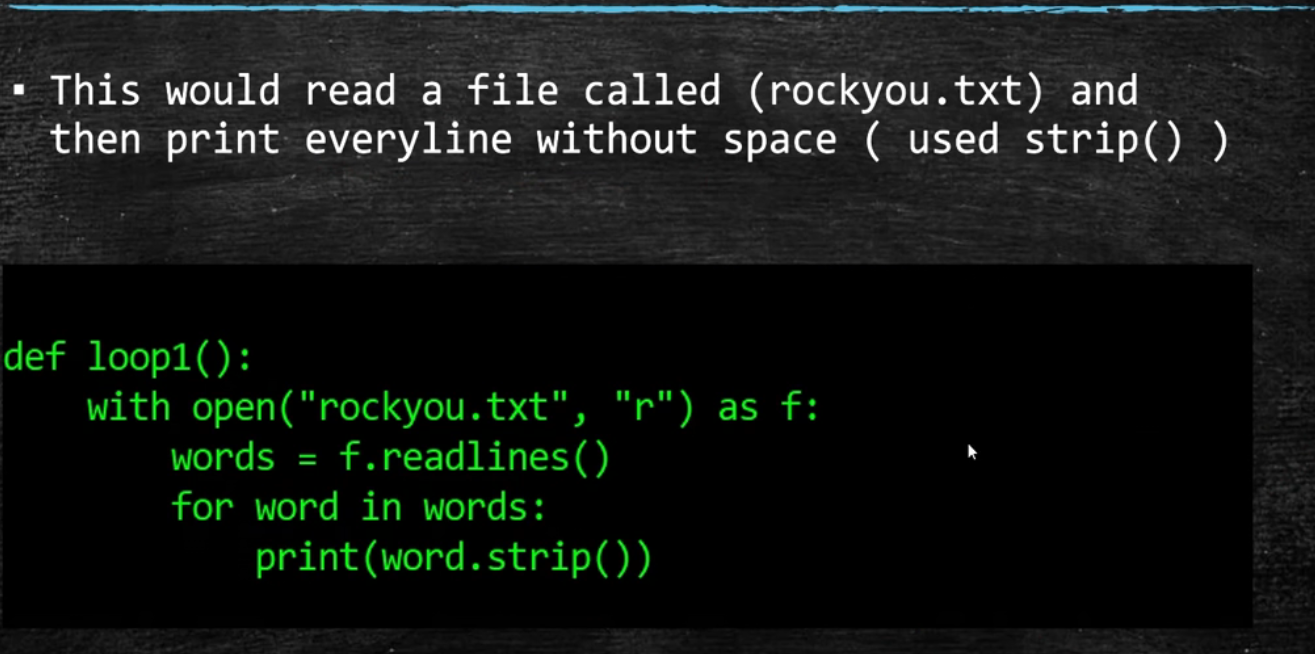 ▪ This would read a file called (rockyou.txt) and
then print everyline without space ( used strip() )
def loop1():
    with open("rockyou.txt", "r") as f:
        words = f.readlines()
        for word in words:
            print(word.strip())